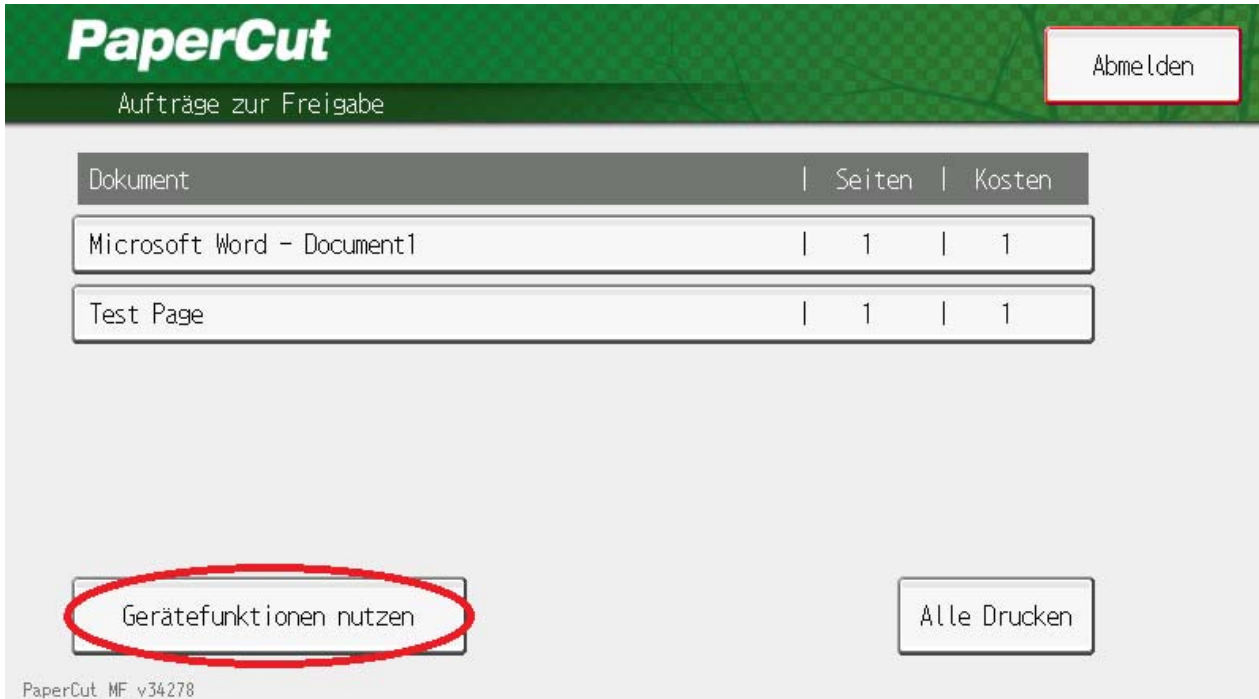 PaperCut
Abmelden
Aufträge zur Freigabe
Dokument | Seiten | Kosten
Microsoft Word - Document1 | 1 | 1
Test Page | 1 | 1
Gerätefunktionen nutzen
Alle Drucken
PaperCut MF v34278